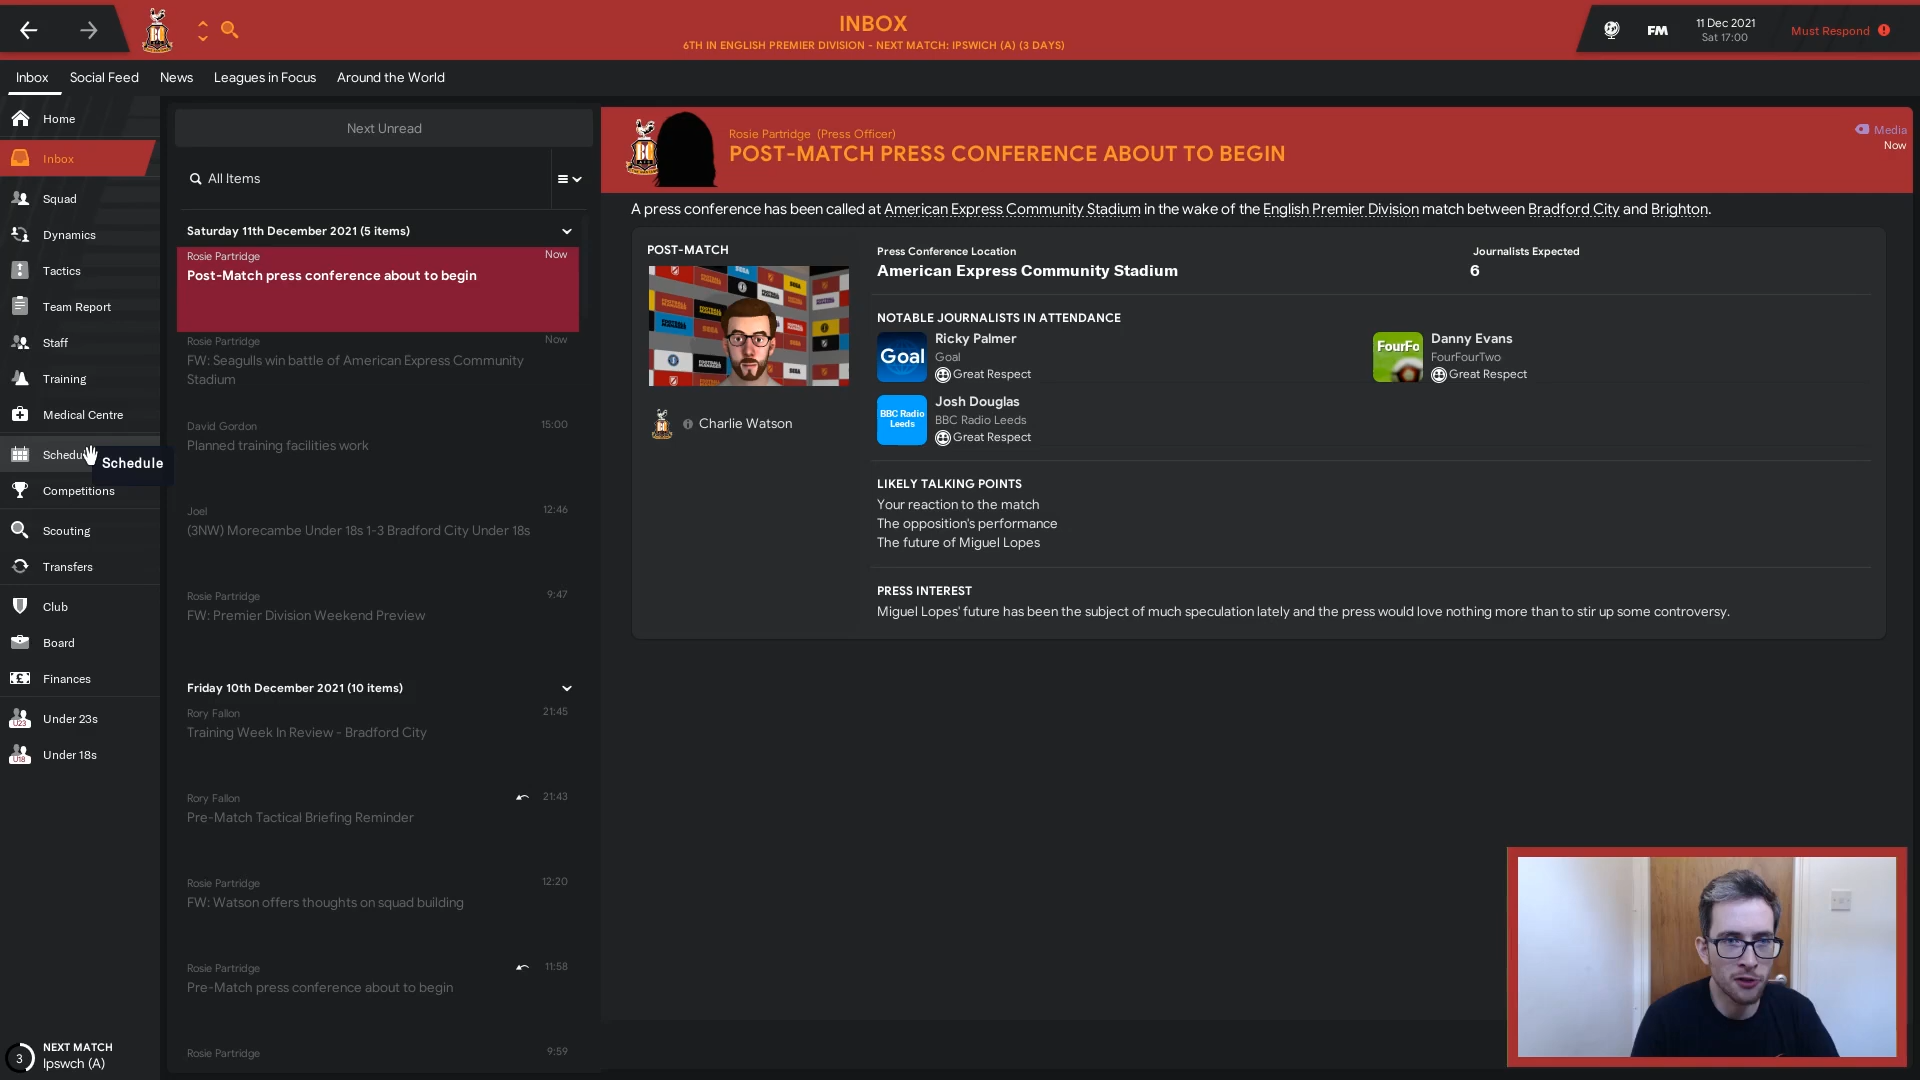 INBOX
6TH IN ENGLISH PREMIER DIVISION - NEXT MATCH: IPSWICH (A) (3 DAYS)
FM
11 Dec 2021
Sat 17:00
Must Respond
Inbox
Social Feed
News
Leagues in Focus
Around the World
Home
Inbox
Squad
Dynamics
Tactics
Team Report
Staff
Training
Medical Centre
Schedu
Schedule
Competitions
Scouting
Transfers
Club
Board
Finances
U23
Under 23s
U18
Under 18s
3
NEXT MATCH
Ipswch (A)
Next Unread
All Items
Saturday 11th December 2021 (5 items)
Rosie Partridge
Now
Post-Match press conference about to begin
Rosie Partridge
Now
FW: Seagulls win battle of American Express Community
Stadium
David Gordon
15:00
Planned training facilities work
Joel
12:46
(3NW) Morecambe Under 18s 1-3 Bradford City Under 18s
Rosie Partridge
9:47
FW: Premier Division Weekend Preview
Friday 10th December 2021 (10 items)
Rory Fallon
21:45
Training Week In Review - Bradford City
Rory Fallon
21:43
Pre-Match Tactical Briefing Reminder
Rosie Partridge
12:20
FW: Watson offers thoughts on squad building
Rosie Partridge
11:58
Pre-Match press conference about to begin
Rosie Partridge
9:59
Rosie Partridge (Press Officer)
POST-MATCH PRESS CONFERENCE ABOUT TO BEGIN
Media
Now
A press conference has been called at American Express Community Stadium in the wake of the English Premier Division match between Bradford City and Brighton.
POST-MATCH
Charlie Watson
Press Conference Location
American Express Community Stadium
Journalists Expected
6
NOTABLE JOURNALISTS IN ATTENDANCE
Goal
Ricky Palmer
Goal
Great Respect
FourFo
Danny Evans
FourFourTwo
Great Respect
BBC Radio
Leeds
Josh Douglas
BBC Radio Leeds
Great Respect
LIKELY TALKING POINTS
Your reaction to the match
The opposition's performance
The future of Miguel Lopes
PRESS INTEREST
Miguel Lopes' future has been the subject of much speculation lately and the press would love nothing more than to stir up some controversy.